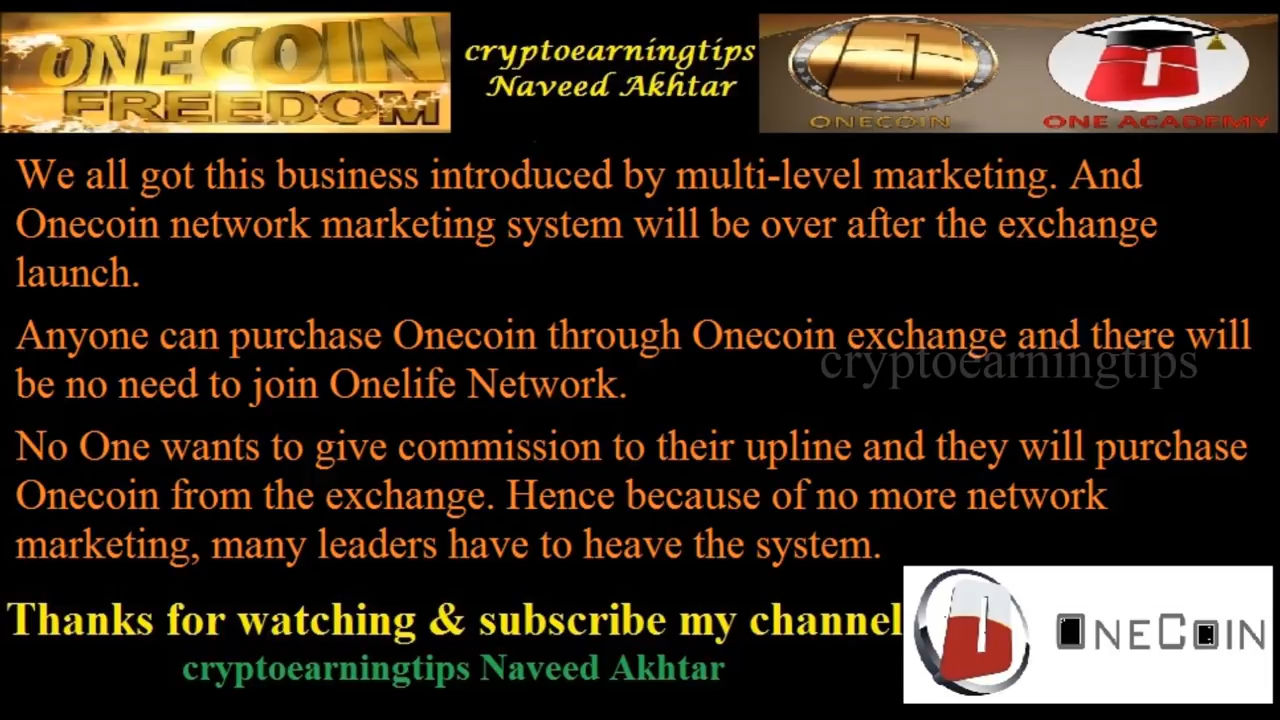 ONE COIN
FREEDOM
cryptoearningtips
Naveed Akhtar
ONECOIN
ONE ACADEMY
We all got this business introduced by multi-level marketing. And
Onecoin network marketing system will be over after the exchange
launch.
Anyone can purchase Onecoin through Onecoin exchange and there will
be no need to join Onelife Network.
cryptoearningtips
No One wants to give commission to their upline and they will purchase
Onecoin from the exchange. Hence because of no more network
marketing, many leaders have to heave the system.
Thanks for watching & subscribe my channel
cryptoearningtips Naveed Akhtar
ONECOIN